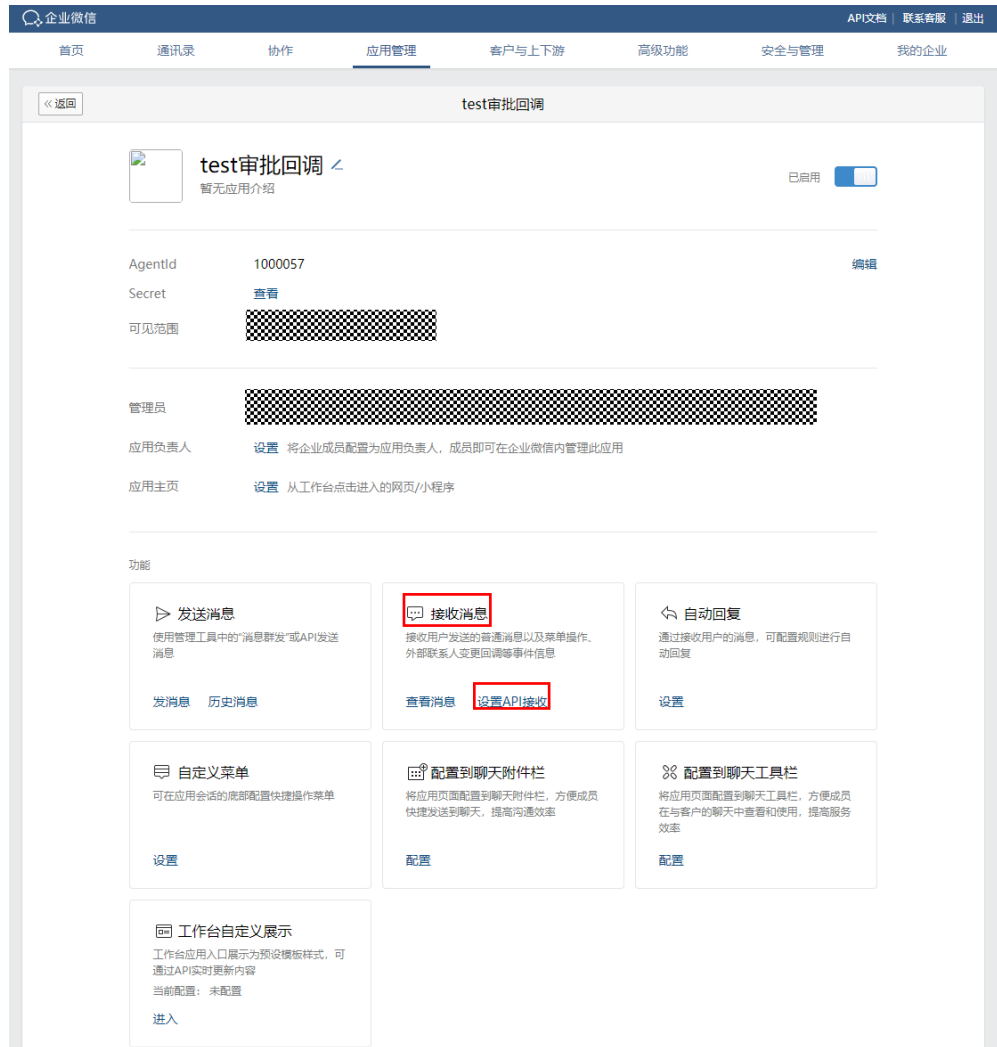 企业微信
API文档 | 联系客服 | 退出
首页 通讯录 协作 应用管理 客户与上下游 高级功能 安全与管理 我的企业
« 返回
test审批回调
test审批回调
暂无应用介绍
已启用
AgentId 1000057 编辑
Secret 查看
可见范围
管理员
应用负责人 设置 将企业成员配置为应用负责人，成员即可在企业微信内管理此应用
应用主页 设置 从工作台点击进入的网页/小程序
功能
发送消息
使用管理工具中的“消息群发”或API发送
消息
发消息 历史消息
接收消息
接收用户发送的普通消息以及菜单操作、
外部联系人变更回调等事件信息
查看消息 设置API接收
自动回复
通过接收用户的消息，可配置规则进行自
动回复
设置
自定义菜单
可在应用会话的底部配置快捷操作菜单
设置
配置到聊天附件栏
将应用页面配置到聊天附件栏，方便成员
快捷发送到聊天，提高沟通效率
配置
配置到聊天工具栏
将应用页面配置到聊天工具栏，方便成员
在与客户的聊天中查看和使用，提高服务
效率
配置
工作台自定义展示
工作台应用入口展示为预设模板样式，可
通过API实时更新内容
当前配置： 未配置
进入